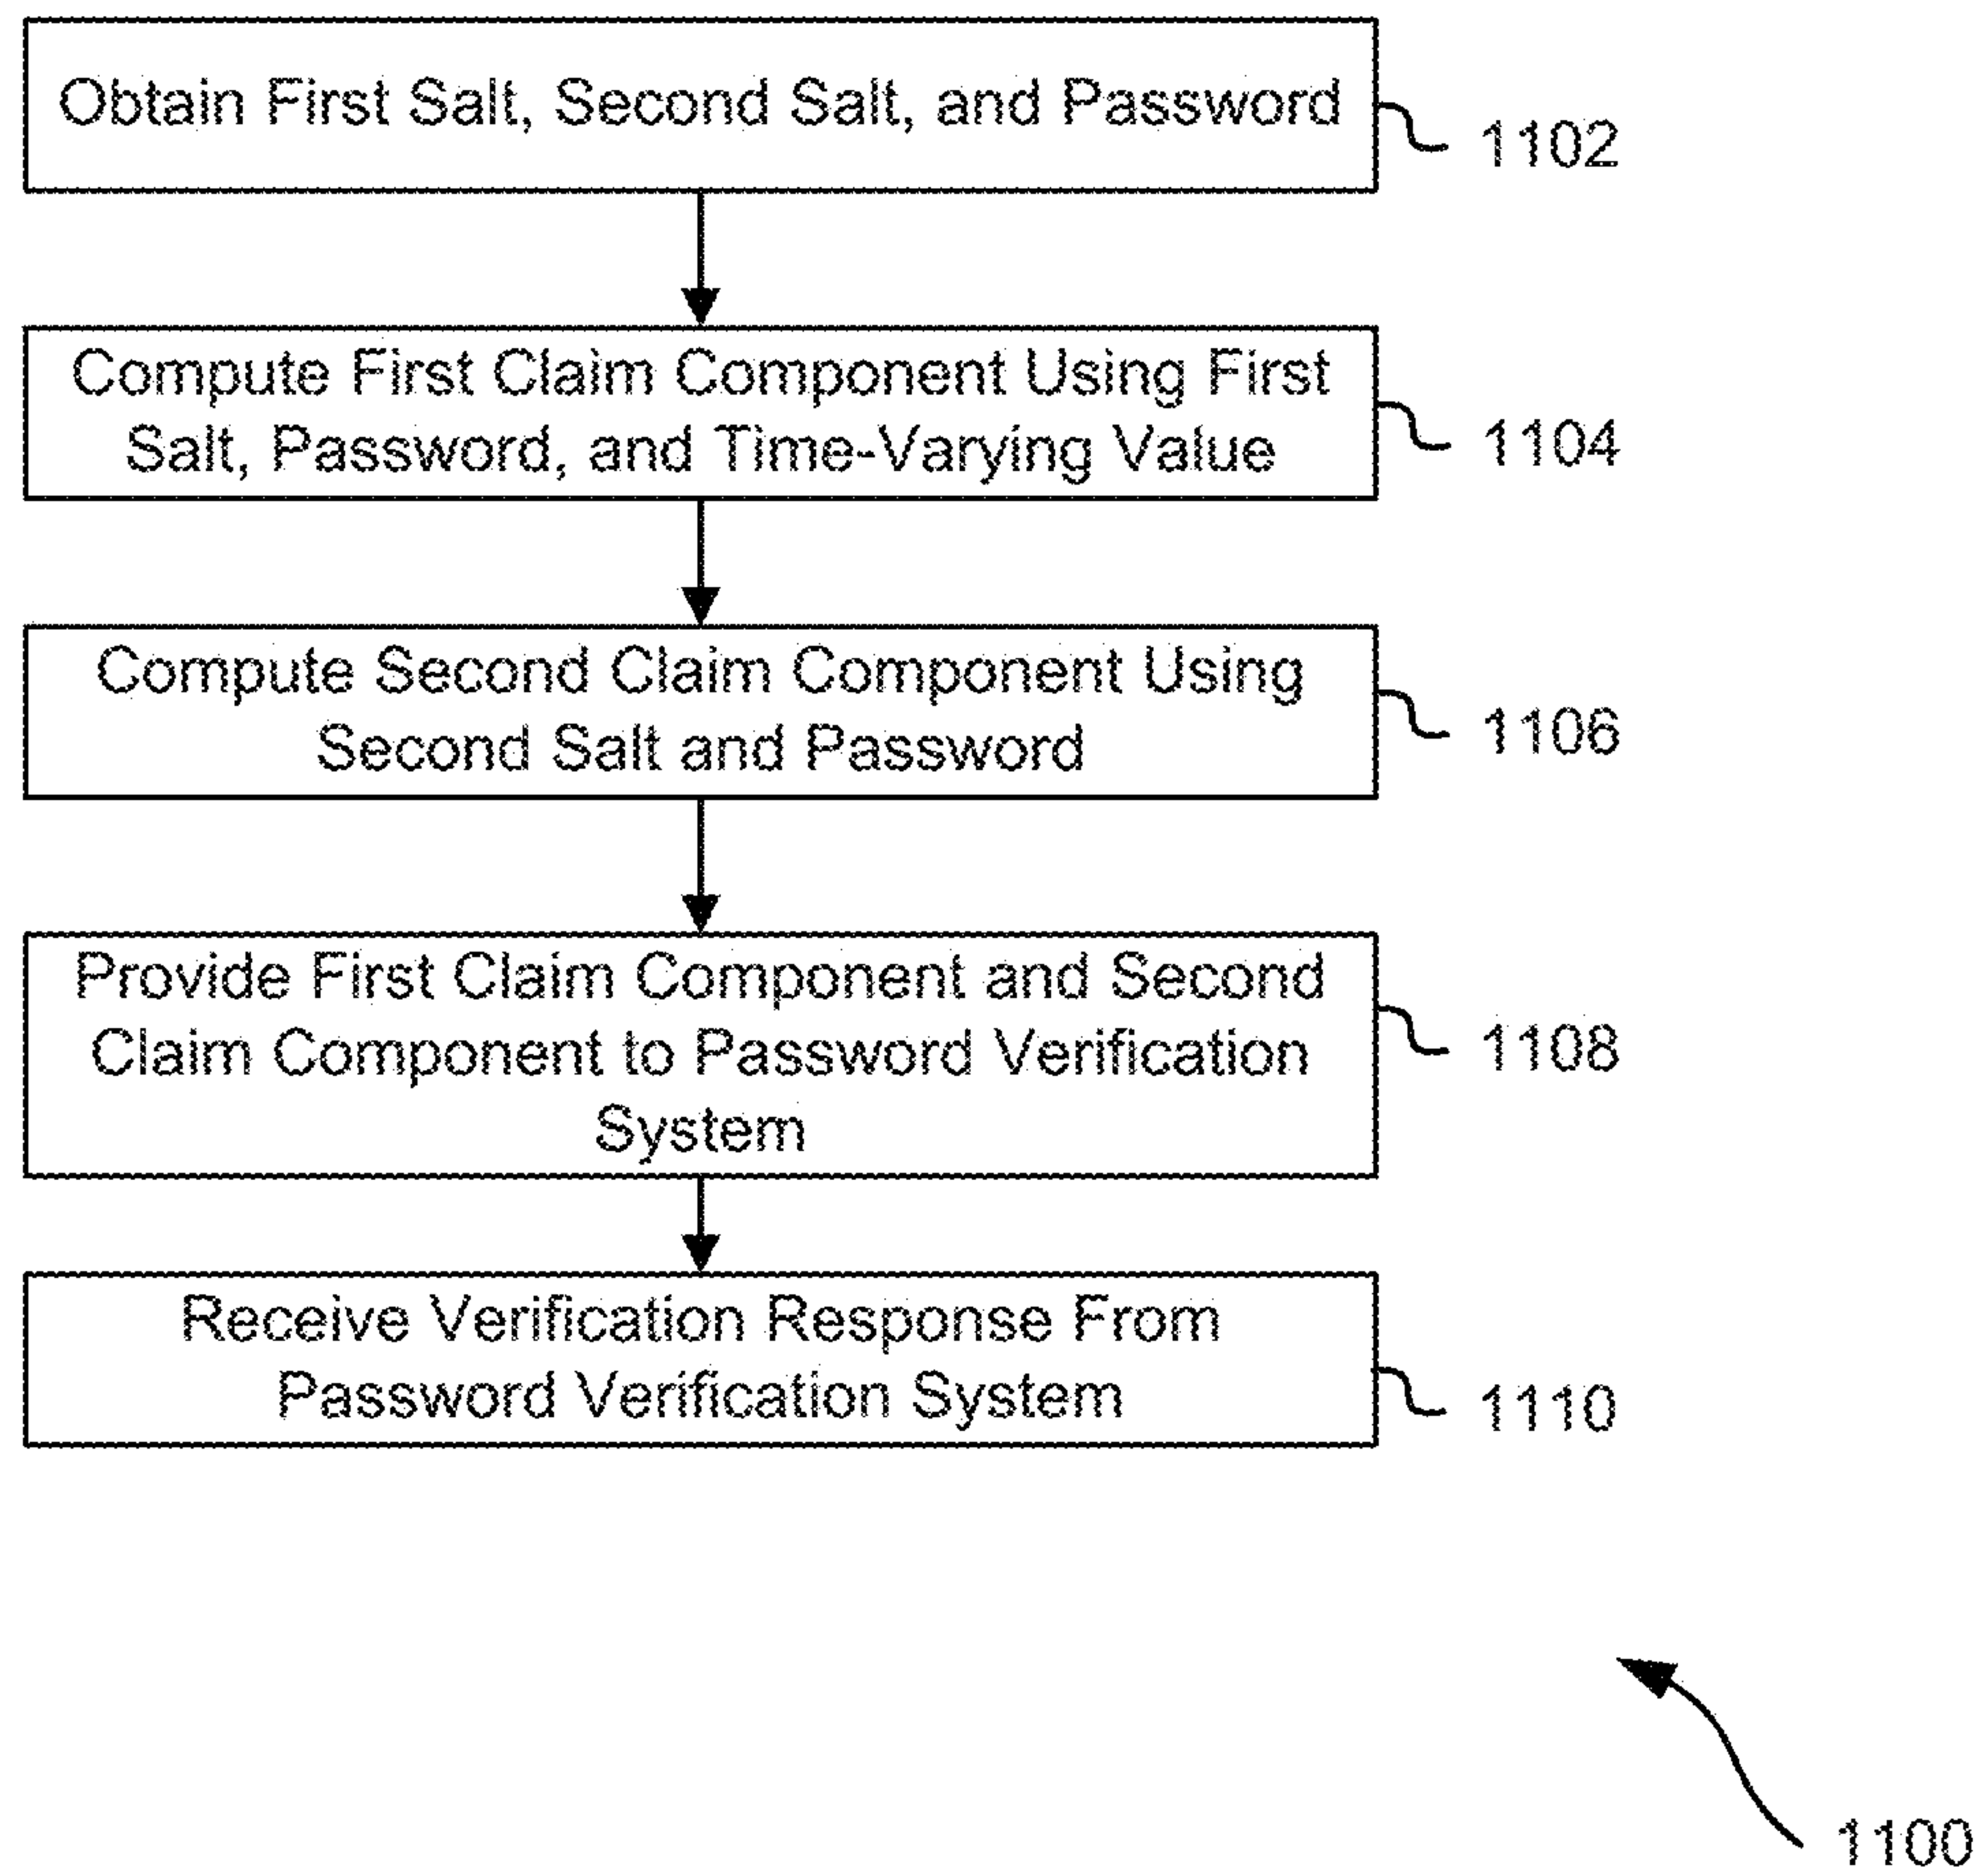 Obtain First Salt, Second Salt, and Password
1102
Compute First Claim Component Using First
Salt, Password, and Time-Varying Value
1104
Compute Second Claim Component Using
Second Salt and Password
1106
Provide First Claim Component and Second
Claim Component to Password Verification
System
1108
Receive Verification Response From
Password Verification System
1110
1100